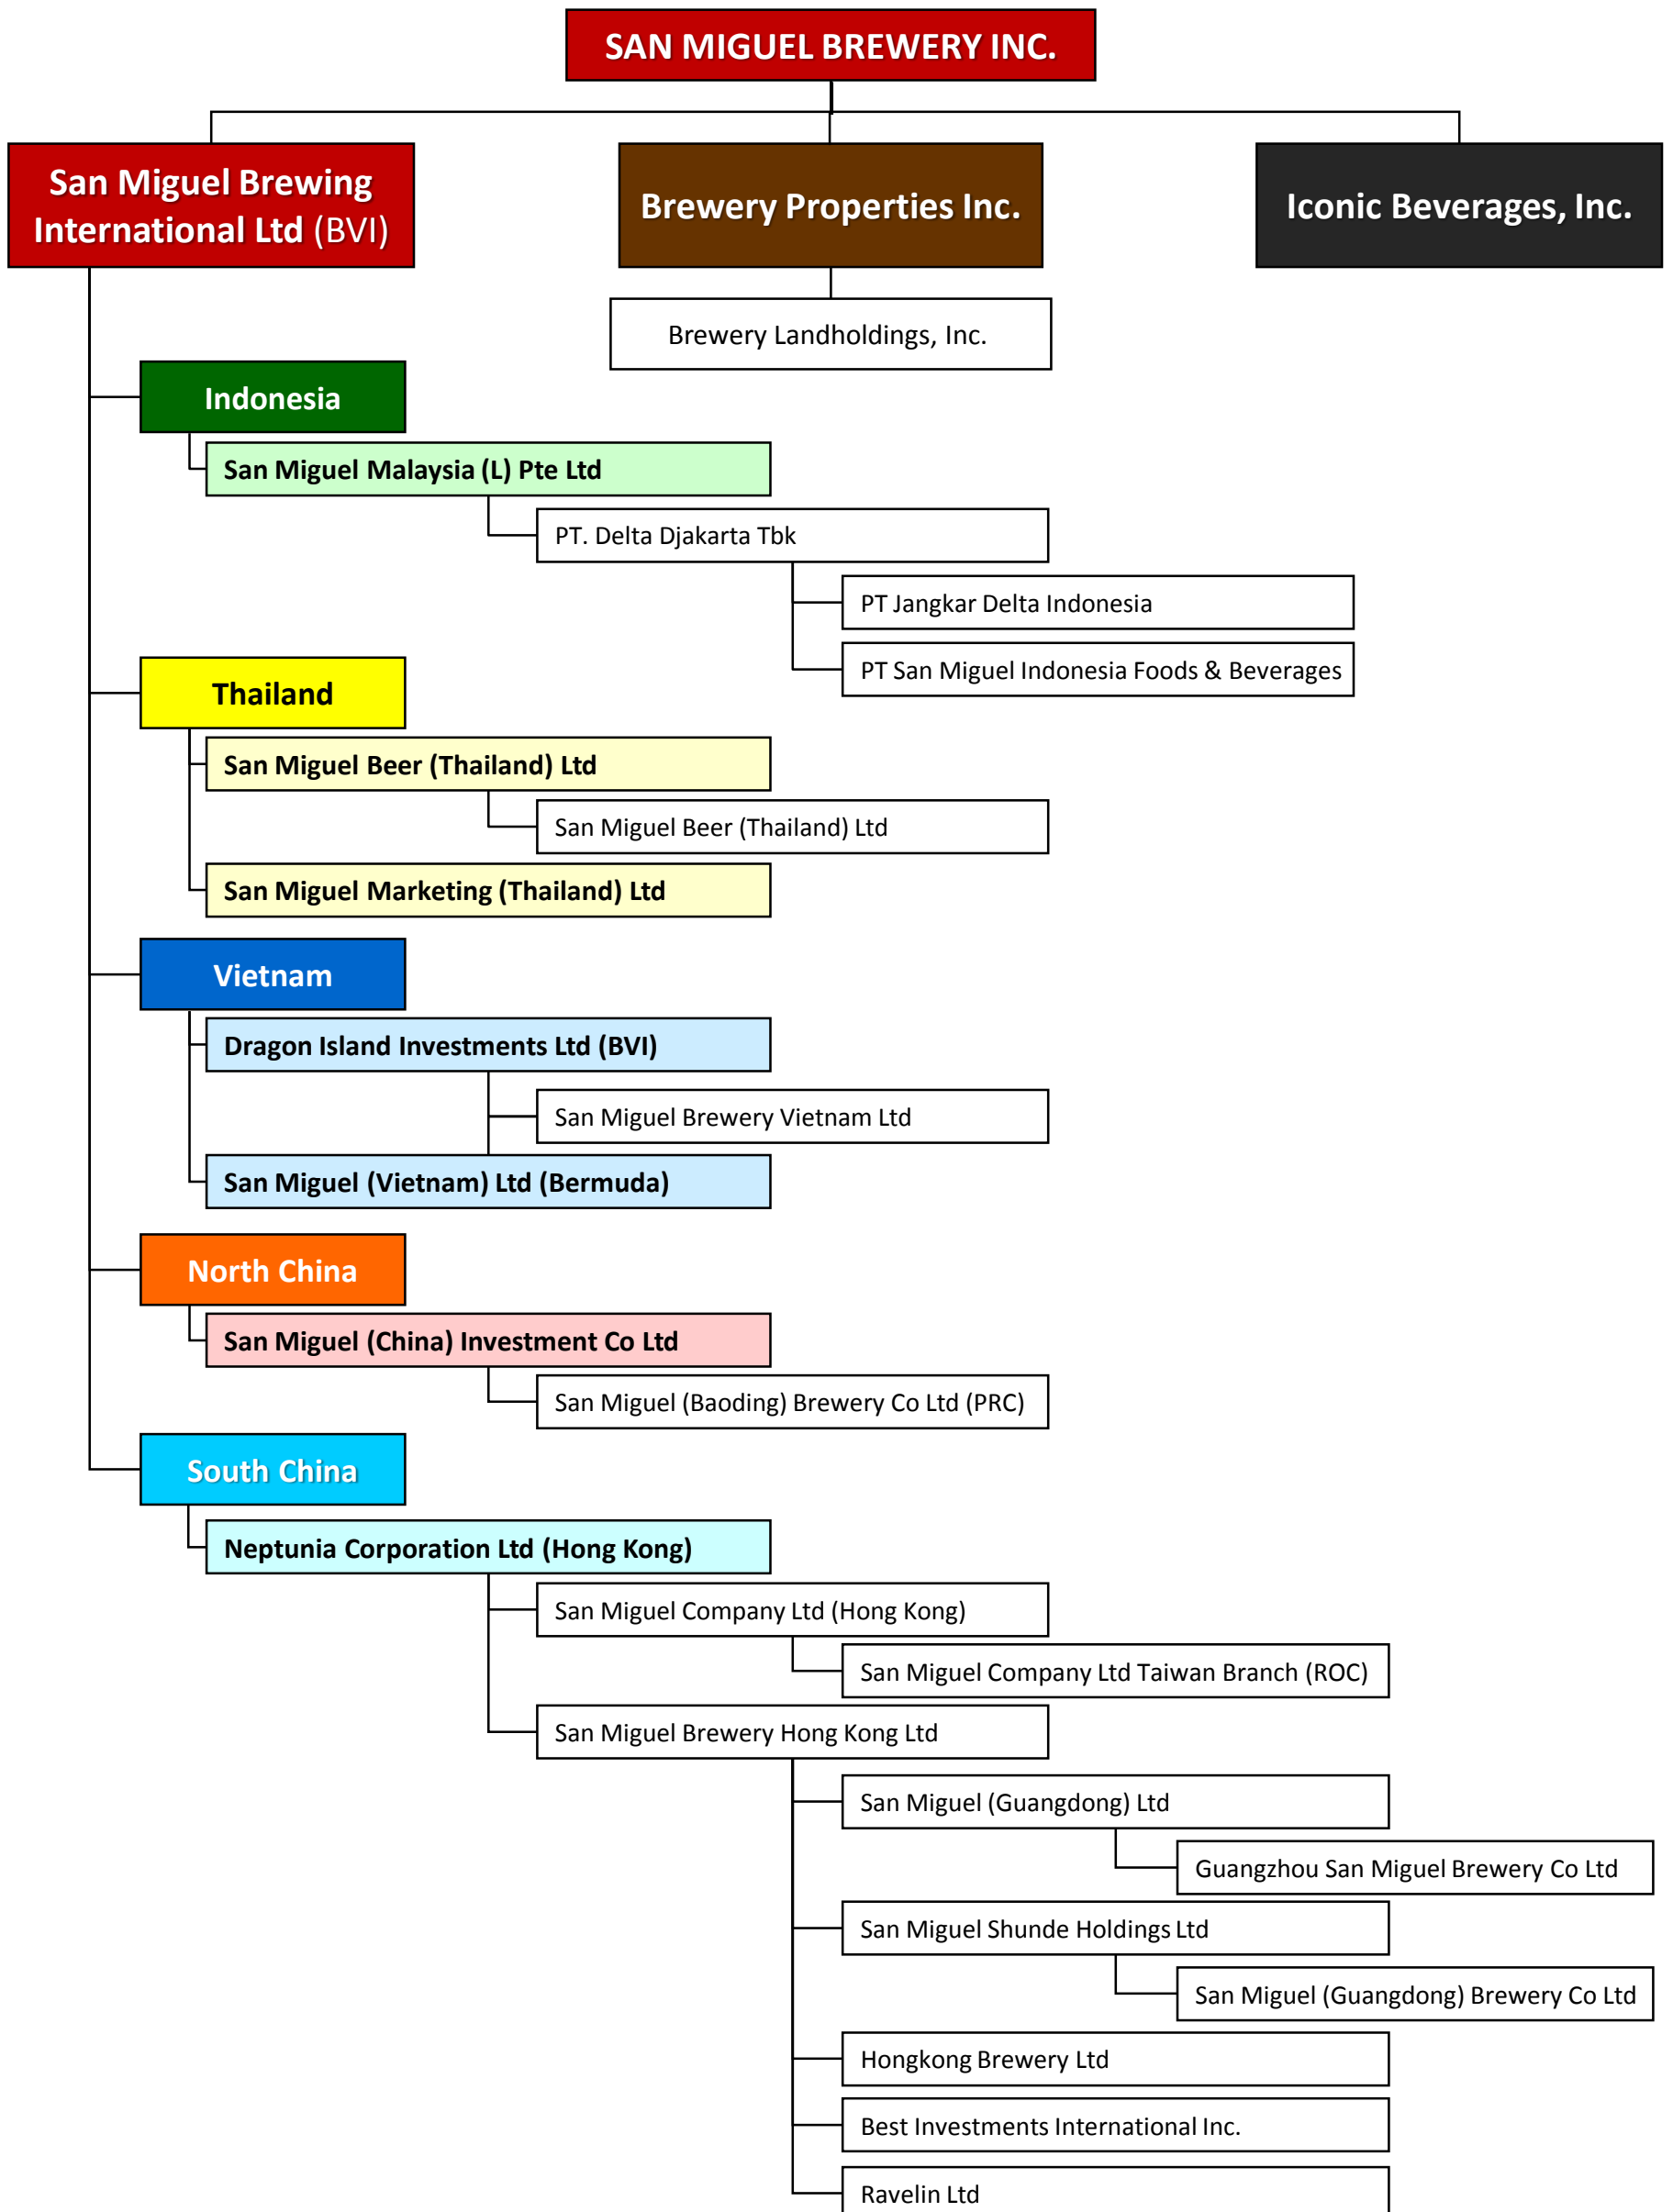 SAN MIGUEL BREWERY INC.
San Miguel Brewing
International Ltd (BVI)
Brewery Properties Inc.
Iconic Beverages, Inc.
Brewery Landholdings, Inc.
Indonesia
San Miguel Malaysia (L) Pte Ltd
PT. Delta Djakarta Tbk
PT Jangkar Delta Indonesia
PT San Miguel Indonesia Foods & Beverages
Thailand
San Miguel Beer (Thailand) Ltd
San Miguel Beer (Thailand) Ltd
San Miguel Marketing (Thailand) Ltd
Vietnam
Dragon Island Investments Ltd (BVI)
San Miguel Brewery Vietnam Ltd
San Miguel (Vietnam) Ltd (Bermuda)
North China
San Miguel (China) Investment Co Ltd
San Miguel (Baoding) Brewery Co Ltd (PRC)
South China
Neptunia Corporation Ltd (Hong Kong)
San Miguel Company Ltd (Hong Kong)
San Miguel Company Ltd Taiwan Branch (ROC)
San Miguel Brewery Hong Kong Ltd
San Miguel (Guangdong) Ltd
Guangzhou San Miguel Brewery Co Ltd
San Miguel Shunde Holdings Ltd
San Miguel (Guangdong) Brewery Co Ltd
Hongkong Brewery Ltd
Best Investments International Inc.
Ravelin Ltd